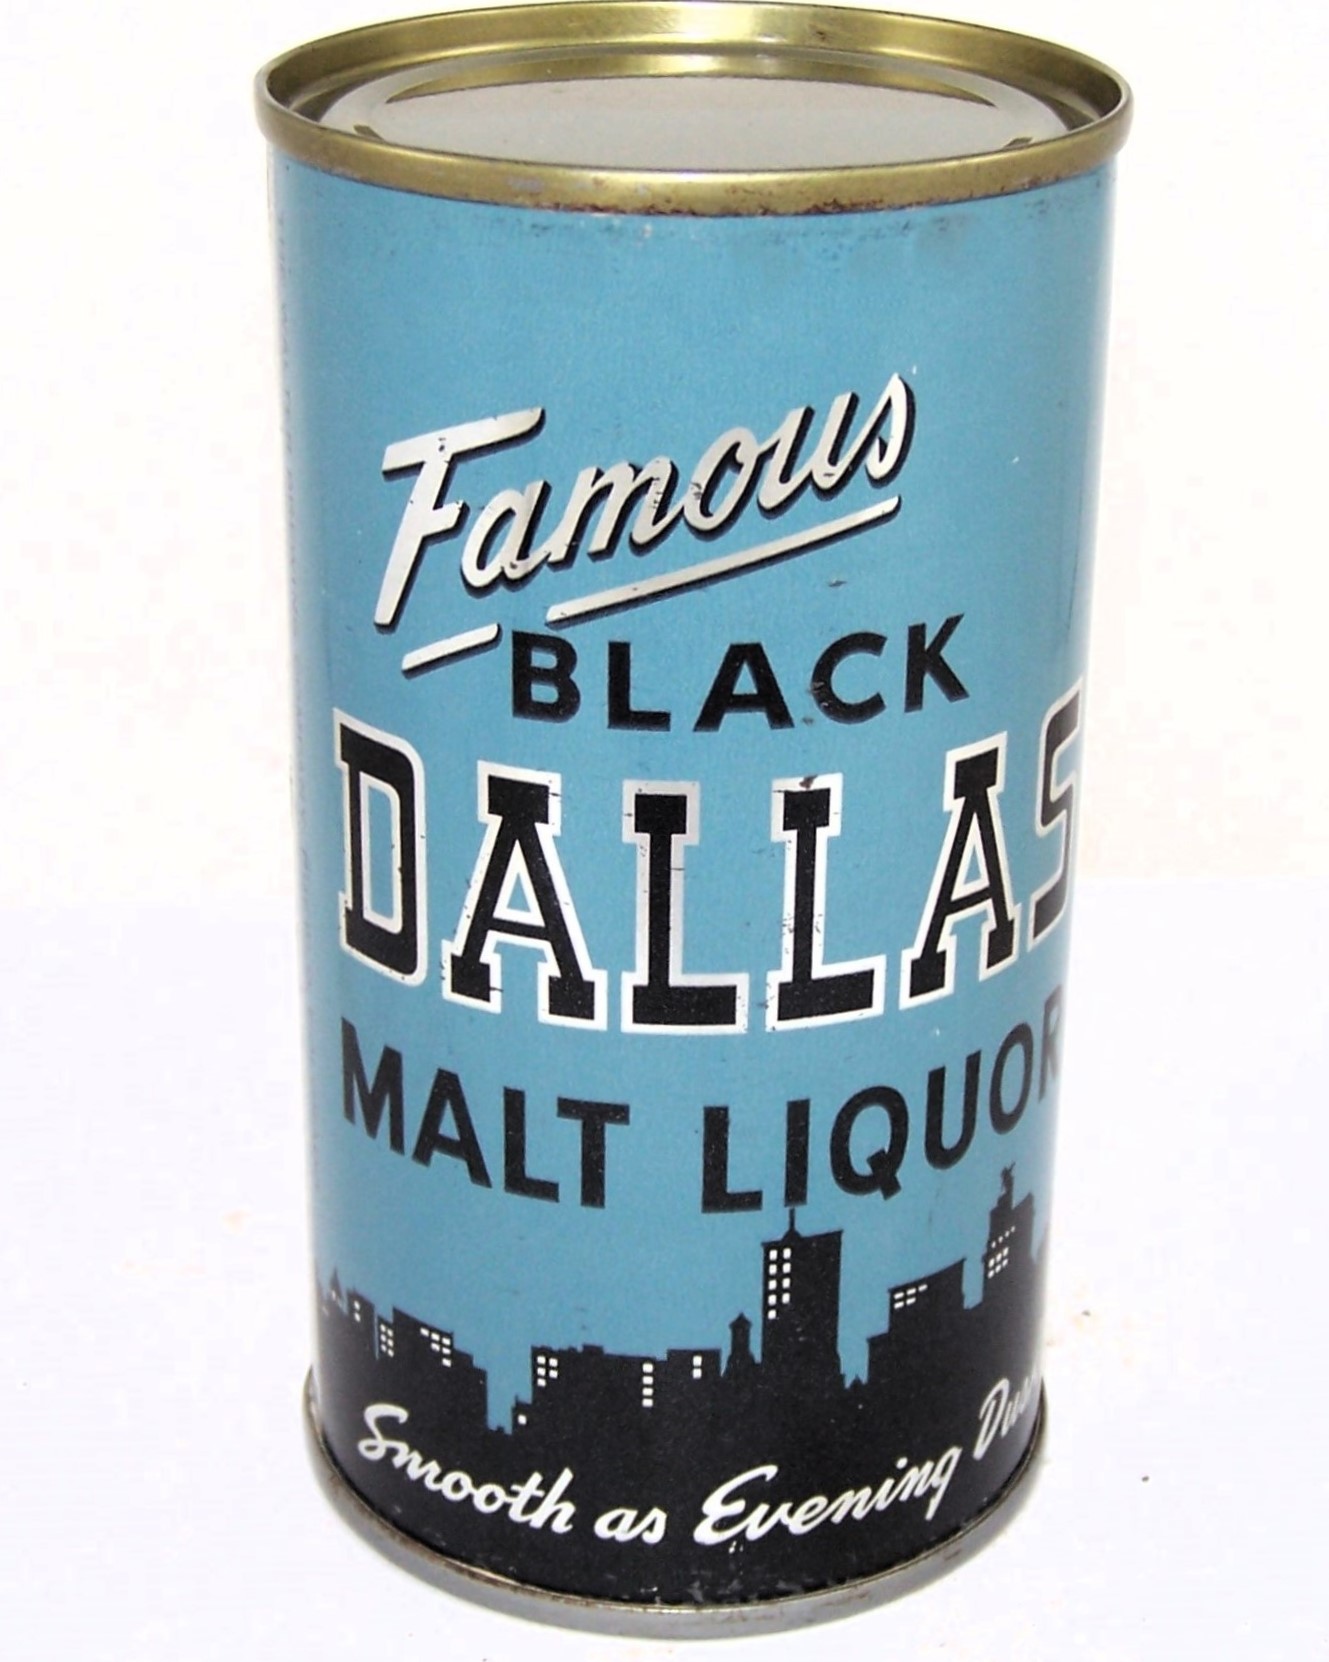 Famous
BLACK
DALLAS
MALT LIQUOR
Smooth as Evening